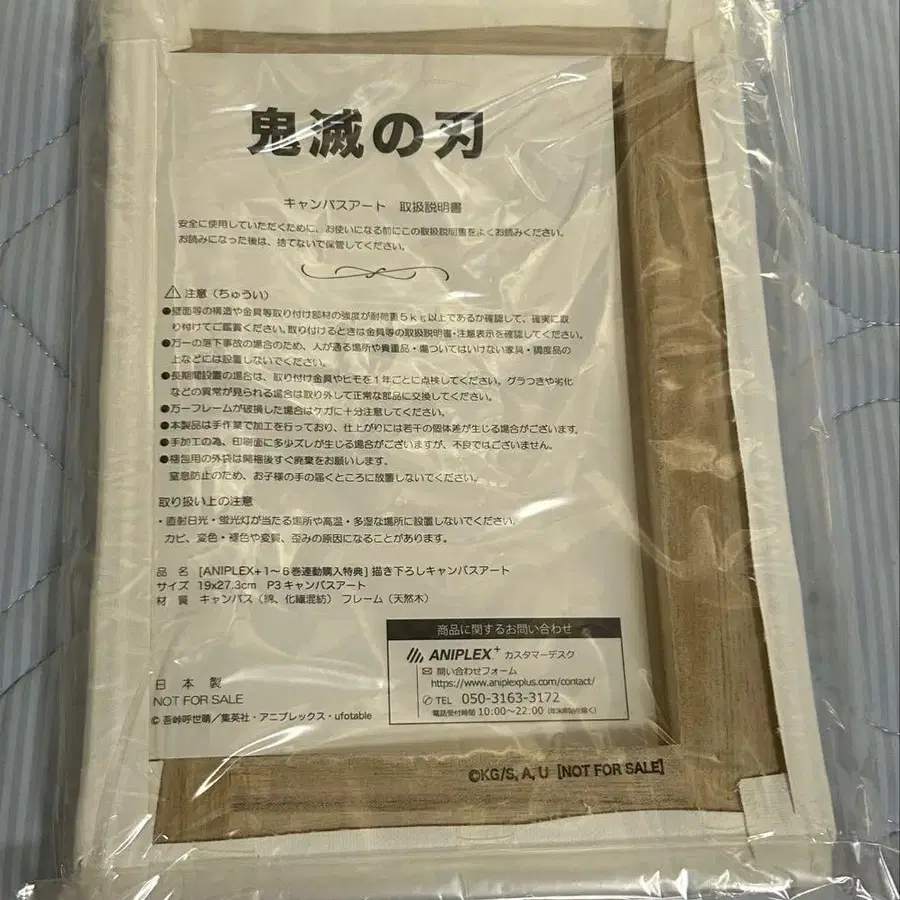 鬼滅の刃
キャンバスアート 取扱説明書
安全に使用していただくために、お使いになる前にこの取扱説明書をよくお読みください。
お読みになった後は、捨てないで保管してください。
⚠ 注意（ちゅうい）
●壁面等の構造や金具等取り付け部材の強度が耐荷重5kg以上であるか確認して、確実に取
り付けてご鑑賞ください。取り付けるときは金具等の取扱説明書・注意表示を確認してください。
●万一の落下事故の場合のため、人が通る場所や貴重品・傷ついてはいけない家具・調度品の
上などには設置しないでください。
●長期間設置の場合は、取り付け金具やヒモを1年ごとに点検してください。グラつきや劣化
などの異常が見られる場合は取り外して正常な部品に交換してください。
●万一フレームが破損した場合はケガに十分注意してください。
●本製品は手作業で加工を行っており、仕上がりには若干の個体差が生じる場合がございます。
●手加工の為、印刷面に多少ズレが生じる場合がございますが、不良ではございません。
●梱包用の外袋は開梱後すぐ廃棄をお願いします。
窒息防止のため、お子様の手の届くところに放置しないでください。
取り扱い上の注意
・直射日光・蛍光灯が当たる場所や高温・多湿な場所に設置しないでください。
カビ、変色・褪色や変質、歪みの原因になることがあります。
品 名 [ANIPLEX+1〜6巻連動購入特典] 描き下ろしキャンバスアート
サイズ 19x27.3cm P3キャンバスアート
材 質 キャンバス（綿、化繊混紡） フレーム（天然木）
商品に関するお問い合わせ
ANIPLEX+ カスタマーデスク
問い合わせフォーム
https://www.aniplexplus.com/contact/
TEL 050-3163-3172
電話受付時間 10:00〜22:00 (年末年始を除く)
日本製
NOT FOR SALE
© 吾峠呼世晴／集英社・アニプレックス・ufotable
©KG/S, A, U [NOT FOR SALE]